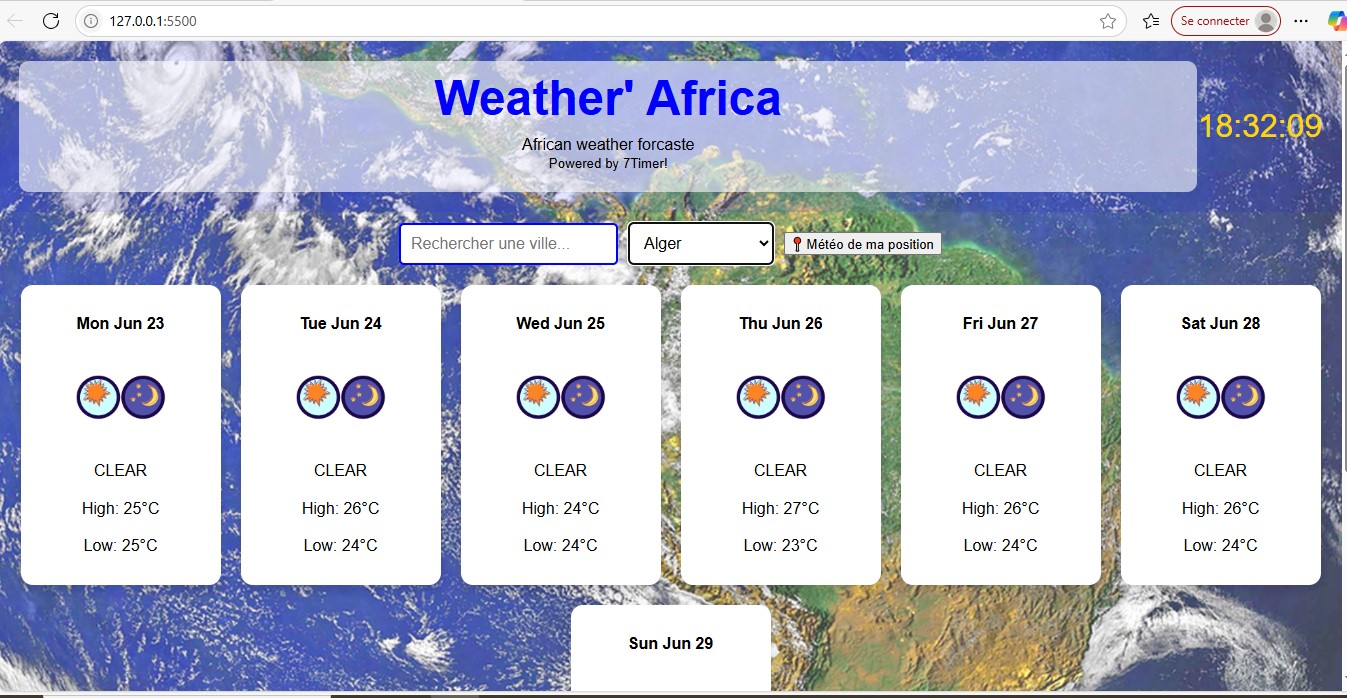 127.0.0.1:5500
Se connecter
Weather' Africa
18:32:09
African weather forcaste
Powered by 7Timer!
Rechercher une ville...
Alger
Météo de ma position
Mon Jun 23
CLEAR
High: 25°C
Low: 25°C
Tue Jun 24
CLEAR
High: 26°C
Low: 24°C
Wed Jun 25
CLEAR
High: 24°C
Low: 24°C
Thu Jun 26
CLEAR
High: 27°C
Low: 23°C
Fri Jun 27
CLEAR
High: 26°C
Low: 24°C
Sat Jun 28
CLEAR
High: 26°C
Low: 24°C
Sun Jun 29